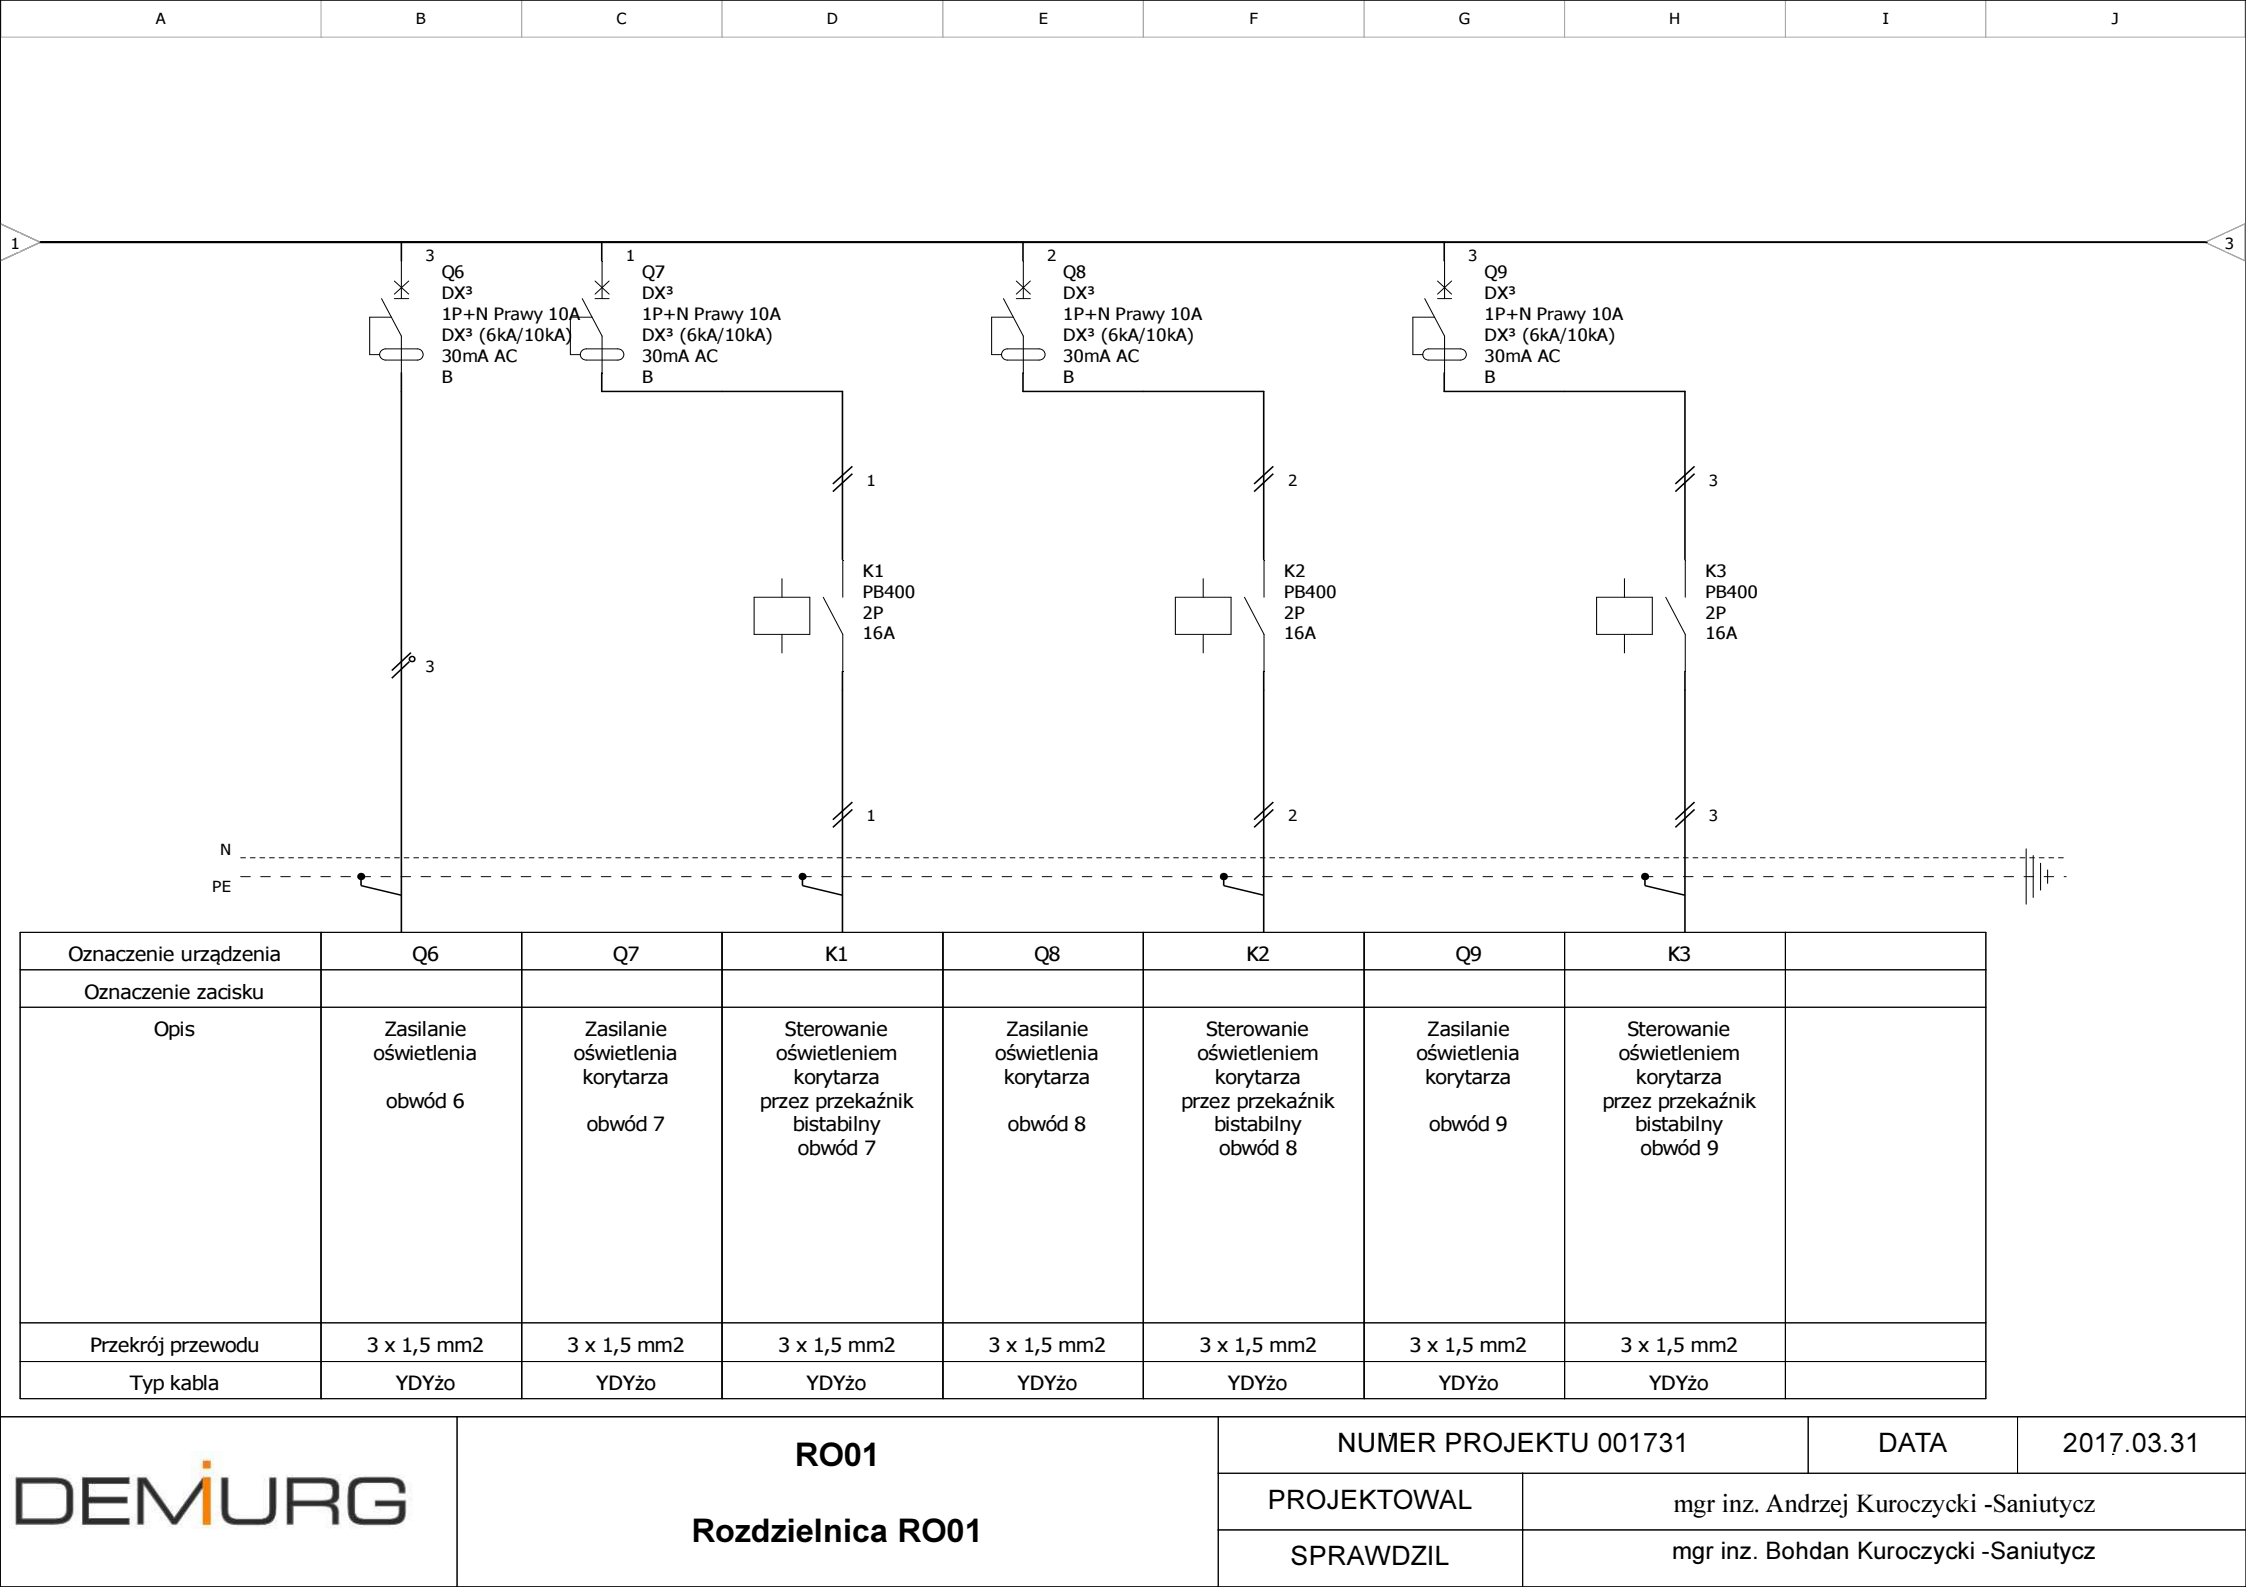 A B C D E F G H I J
1 3
3 1 2 3
Q6 Q7 Q8 Q9
DX³ DX³ DX³ DX³
1P+N Prawy 10A 1P+N Prawy 10A 1P+N Prawy 10A 1P+N Prawy 10A
DX³ (6kA/10kA) DX³ (6kA/10kA) DX³ (6kA/10kA) DX³ (6kA/10kA)
30mA AC 30mA AC 30mA AC 30mA AC
B B B B
1 2 3
K1 K2 K3
PB400 PB400 PB400
2P 2P 2P
16A 16A 16A
3
1 2 3
N
PE
Oznaczenie urządzenia Q6 Q7 K1 Q8 K2 Q9 K3
Oznaczenie zacisku
Opis Zasilanie Zasilanie Sterowanie Zasilanie Sterowanie Zasilanie Sterowanie
oświetlenia oświetlenia oświetleniem oświetlenia oświetleniem oświetlenia oświetleniem
korytarza korytarza korytarza korytarza korytarza korytarza
obwód 6 przez przekaźnik przez przekaźnik przez przekaźnik
obwód 7 bistabilny obwód 8 bistabilny obwód 9 bistabilny
obwód 7 obwód 8 obwód 9
Przekrój przewodu 3 x 1,5 mm2 3 x 1,5 mm2 3 x 1,5 mm2 3 x 1,5 mm2 3 x 1,5 mm2 3 x 1,5 mm2 3 x 1,5 mm2
Typ kabla YDYżo YDYżo YDYżo YDYżo YDYżo YDYżo YDYżo
DEMiURG
RO01
Rozdzielnica RO01
NUMER PROJEKTU 001731 DATA 2017.03.31
PROJEKTOWAL mgr inz. Andrzej Kuroczycki -Saniutycz
SPRAWDZIL mgr inz. Bohdan Kuroczycki -Saniutycz